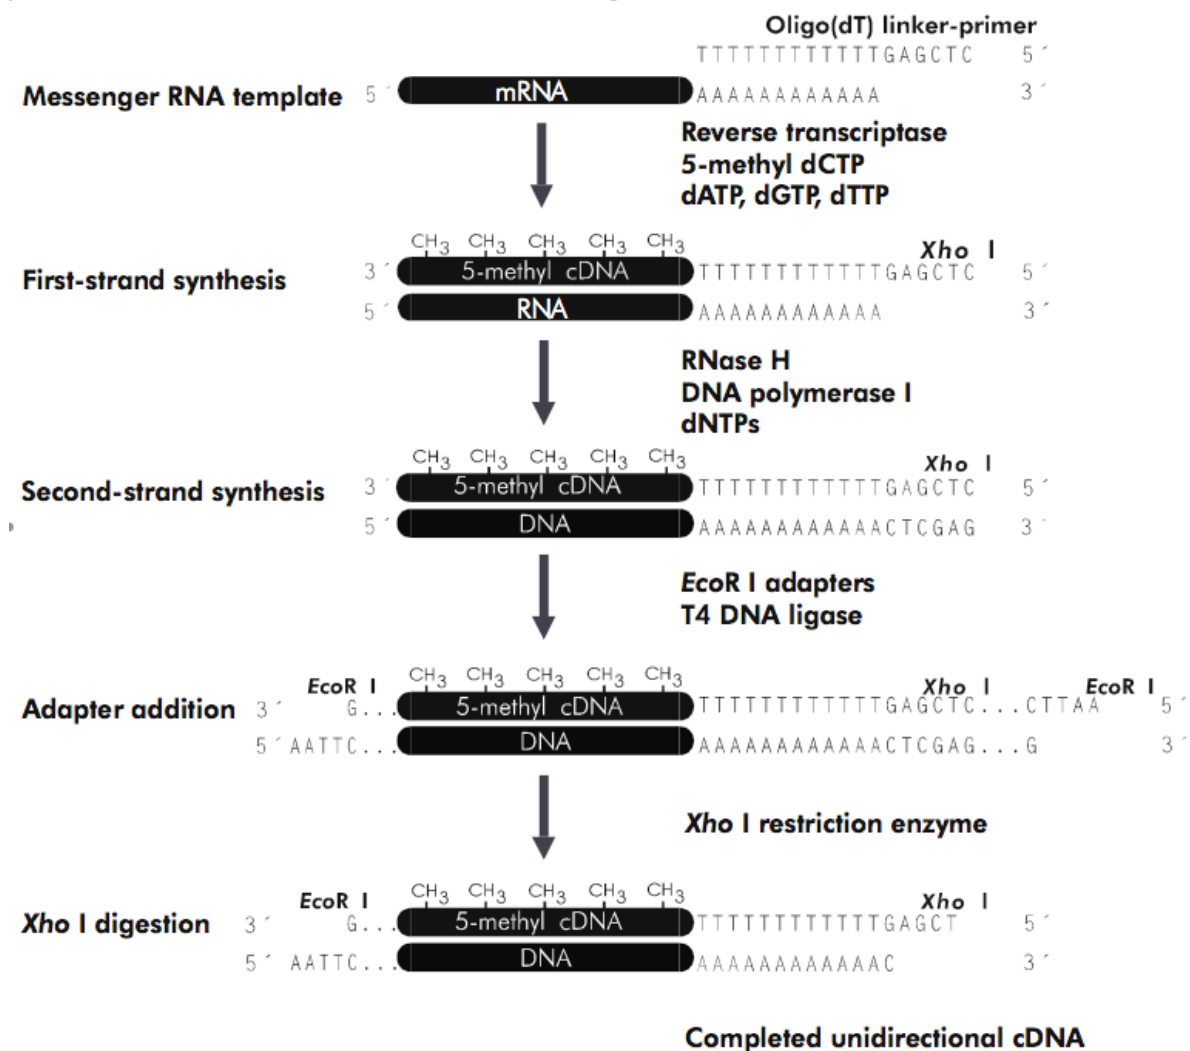 Oligo(dT) linker-primer
TTTTTTTTTTTTGAGCTC 5´
Messenger RNA template 5´ mRNA AAAAAAAAAAAA 3´
Reverse transcriptase
5-methyl dCTP
dATP, dGTP, dTTP
CH3 CH3 CH3 CH3 CH3 Xho I
First-strand synthesis 3´ 5-methyl cDNA TTTTTTTTTTTTGAGCTC 5´
5´ RNA AAAAAAAAAAAA 3´
RNase H
DNA polymerase I
dNTPs
CH3 CH3 CH3 CH3 CH3 Xho I
Second-strand synthesis 3´ 5-methyl cDNA TTTTTTTTTTTTGAGCTC 5´
5´ DNA AAAAAAAAAAAACTCGAG 3´
EcoR I adapters
T4 DNA ligase
CH3 CH3 CH3 CH3 CH3
EcoR I Xho I EcoR I
Adapter addition 3´ G... 5-methyl cDNA TTTTTTTTTTTTGAGCTC...CTTAA 5´
5´ AATTC... DNA AAAAAAAAAAAACTCGAG...G 3´
Xho I restriction enzyme
CH3 CH3 CH3 CH3 CH3
EcoR I Xho I
Xho I digestion 3´ G... 5-methyl cDNA TTTTTTTTTTTTGAGCT 5´
5´ AATTC... DNA AAAAAAAAAAAAC 3´
Completed unidirectional cDNA